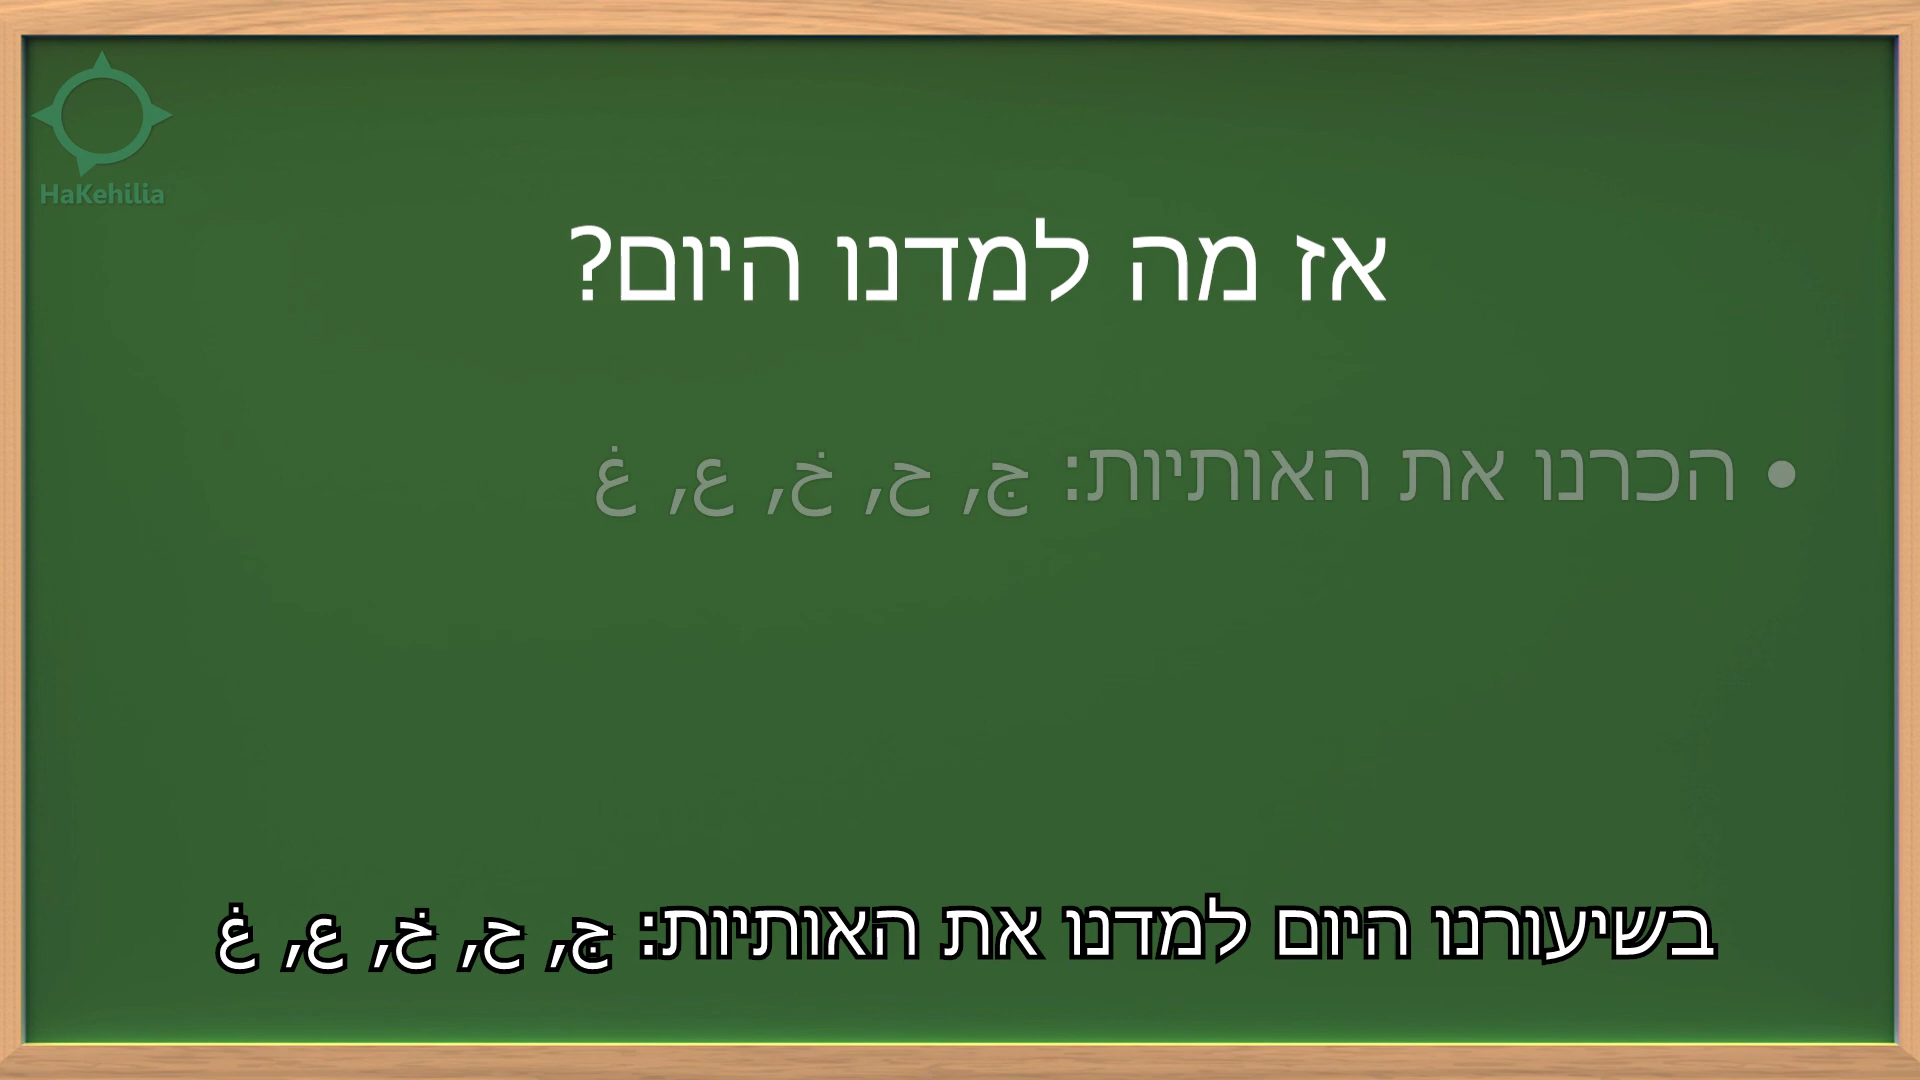 HaKehilia
אז מה למדנו היום?
• הכרנו את האותיות: ج, ح, خ, ع, غ
בשיעורנו היום למדנו את האותיות: ج, ح, خ, ع, غ